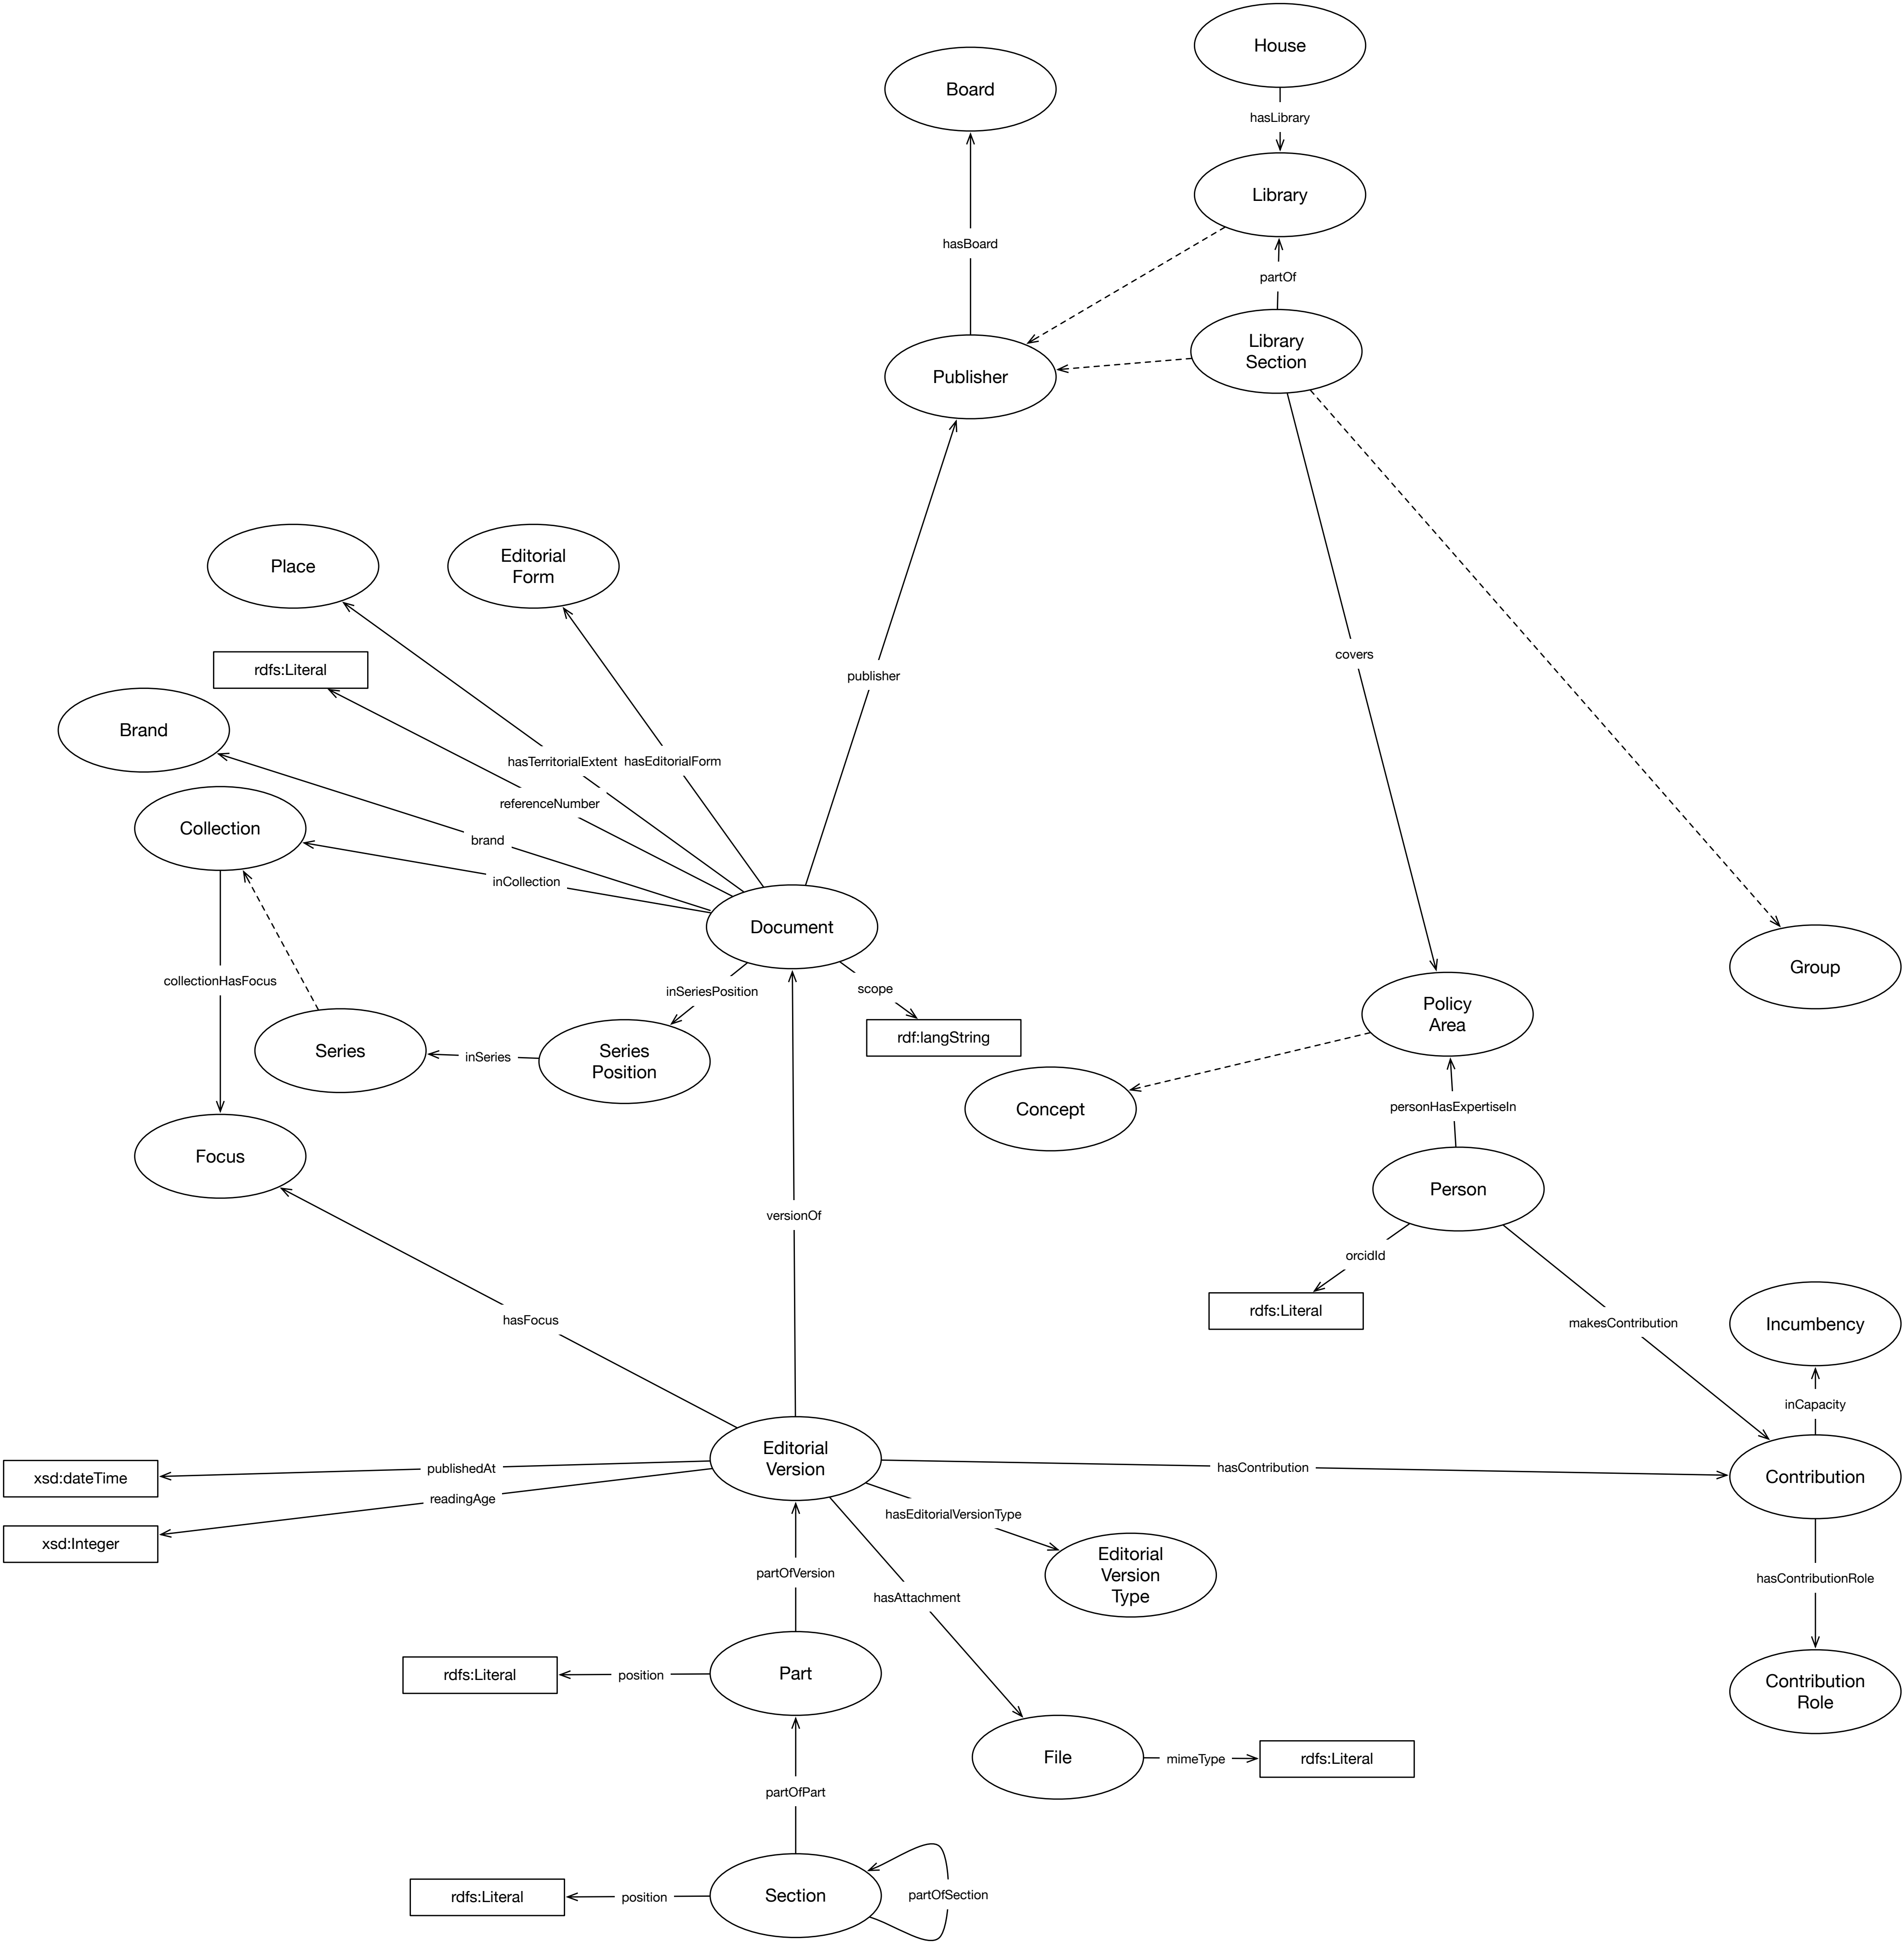 House
Board
hasLibrary
Library
hasBoard
partOf
Library
Section
Publisher
Place
Editorial
Form
covers
rdfs:Literal
publisher
Brand
hasTerritorialExtent
hasEditorialForm
referenceNumber
Collection
brand
inCollection
Document
Group
collectionHasFocus
inSeriesPosition
scope
Policy
Area
rdf:langString
Series
inSeries
Series
Position
Concept
personHasExpertiseIn
Focus
Person
versionOf
orcidId
rdfs:Literal
hasFocus
makesContribution
Incumbency
inCapacity
Editorial
Version
publishedAt
xsd:dateTime
hasContribution
Contribution
readingAge
hasEditorialVersionType
xsd:Integer
Editorial
Version
Type
partOfVersion
hasContributionRole
hasAttachment
rdfs:Literal
position
Part
Contribution
Role
File
mimeType
rdfs:Literal
partOfPart
rdfs:Literal
position
Section
partOfSection